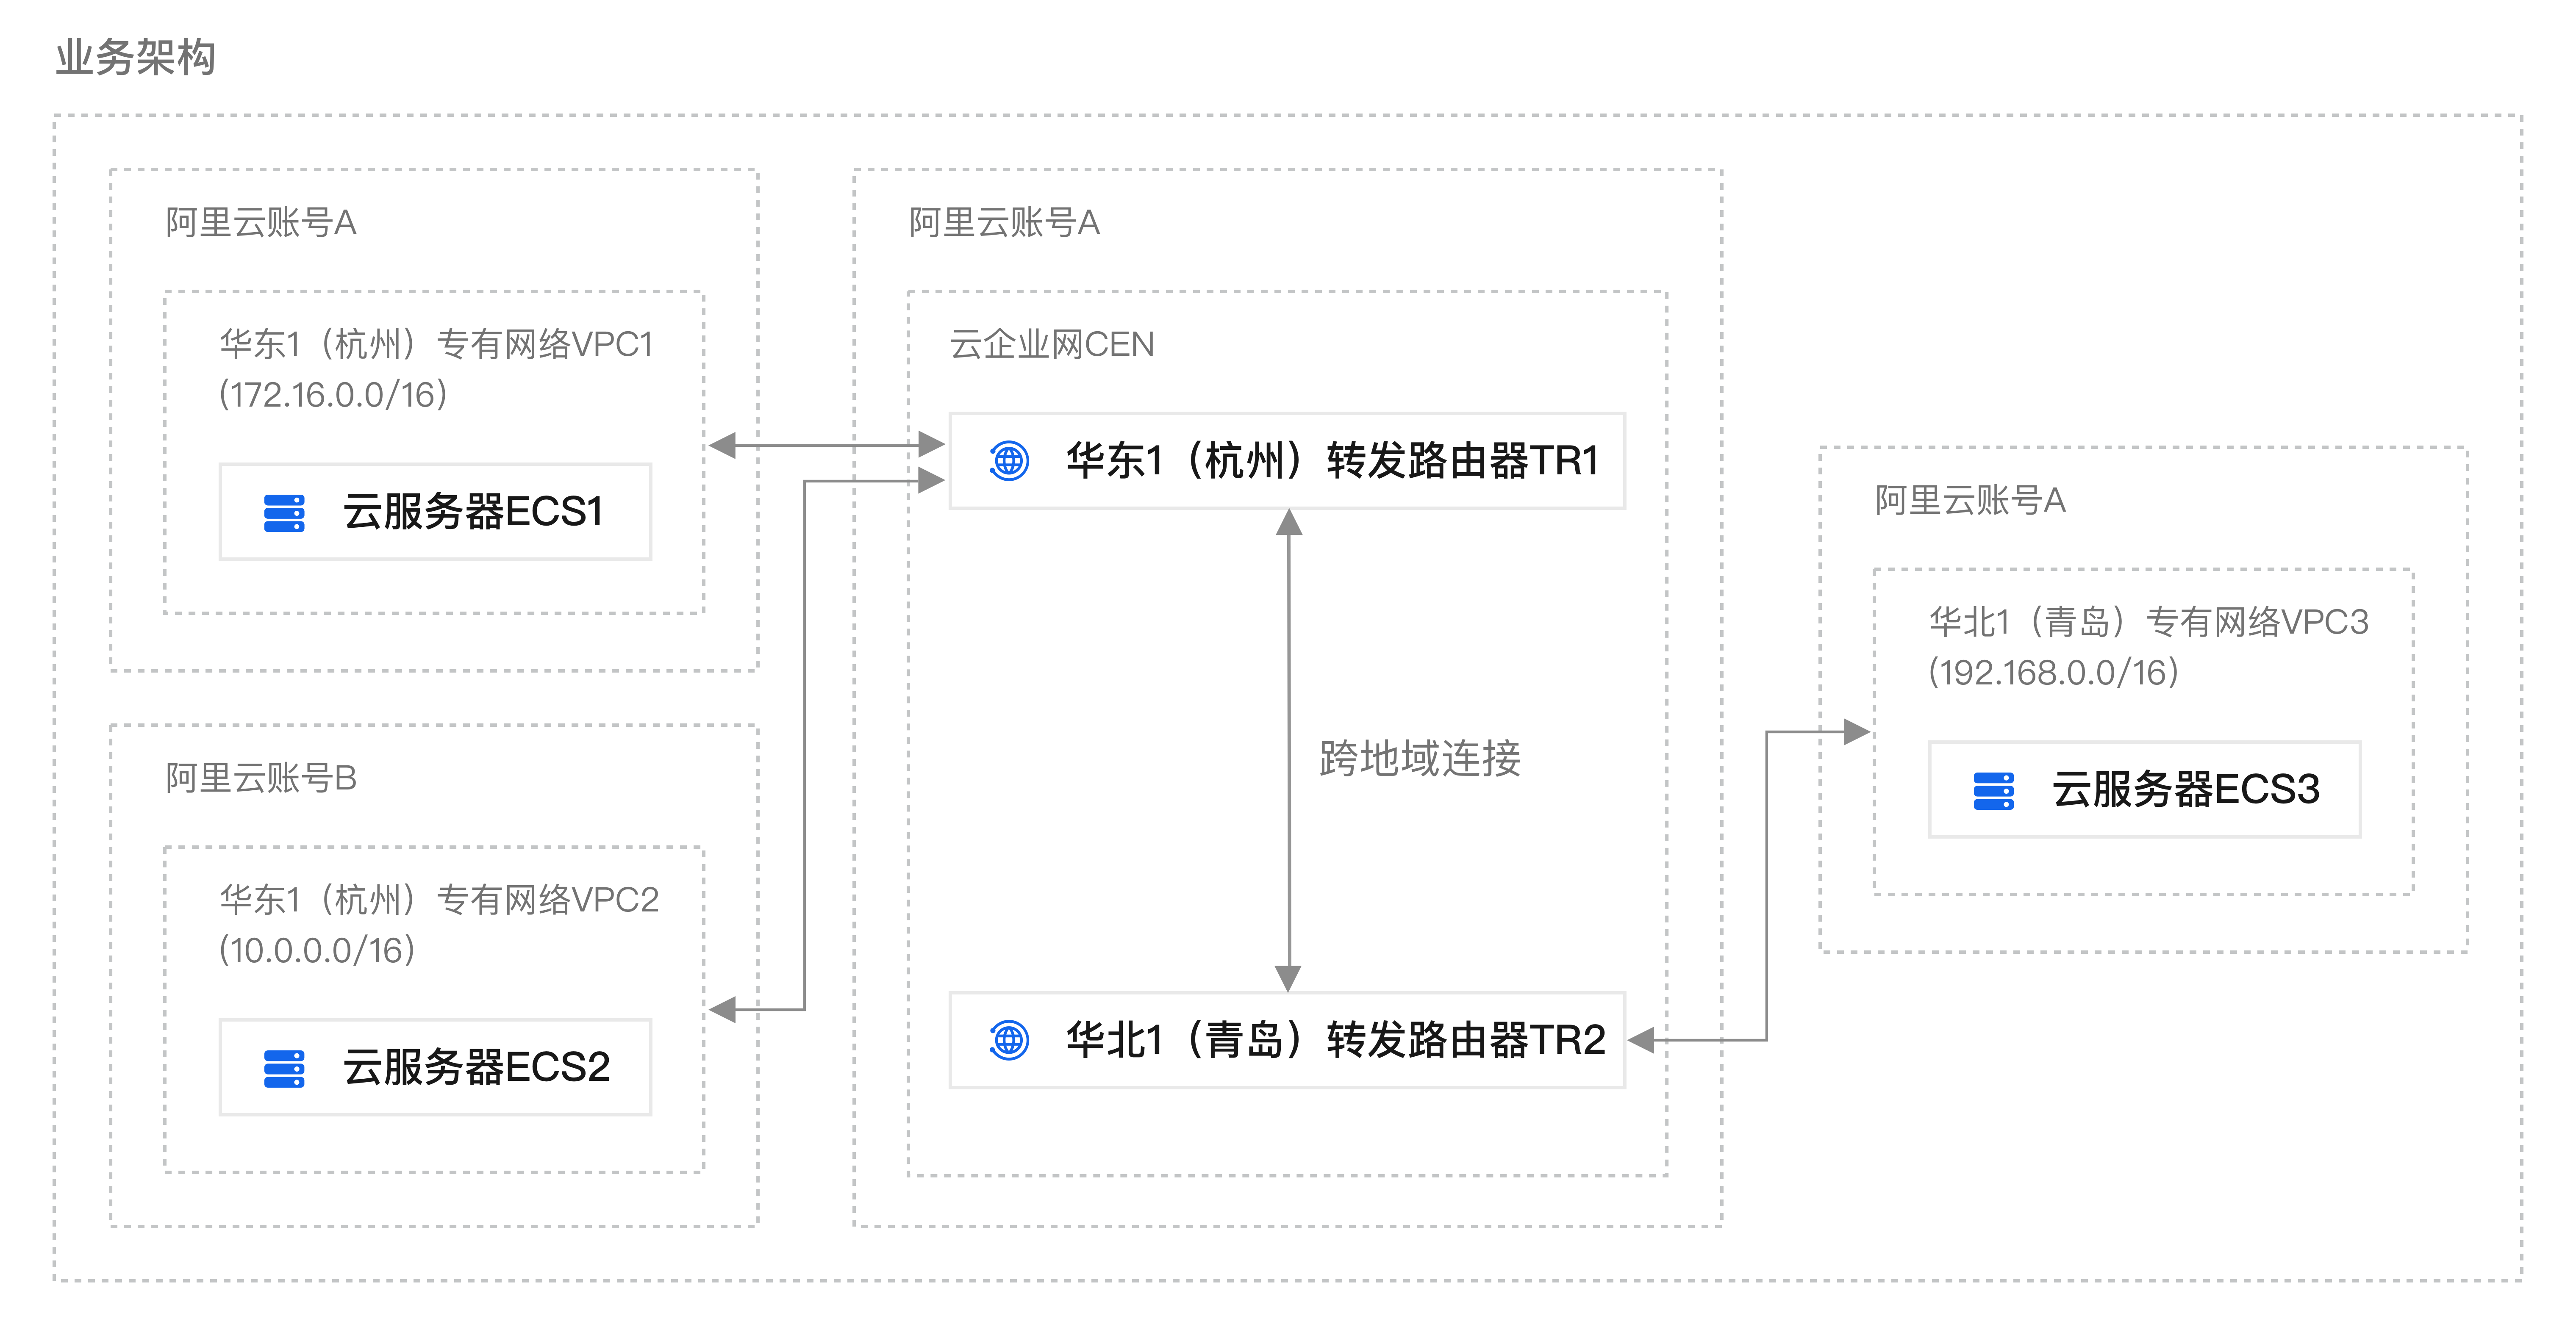 业务架构
阿里云账号A
华东1（杭州）专有网络VPC1
(172.16.0.0/16)
云服务器ECS1
阿里云账号B
华东1（杭州）专有网络VPC2
(10.0.0.0/16)
云服务器ECS2
阿里云账号A
云企业网CEN
华东1（杭州）转发路由器TR1
跨地域连接
华北1（青岛）转发路由器TR2
阿里云账号A
华北1（青岛）专有网络VPC3
(192.168.0.0/16)
云服务器ECS3